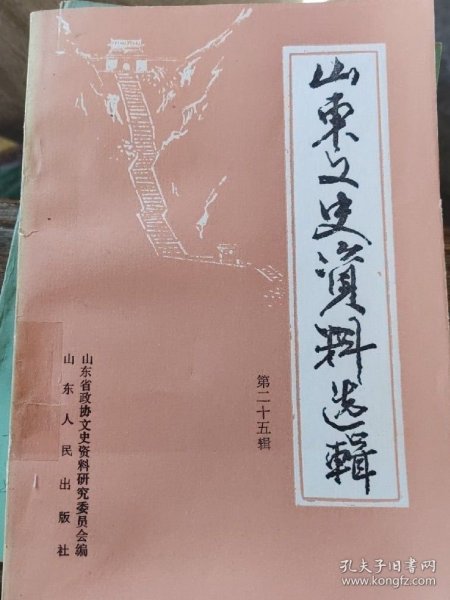 山東文史資料选輯
第二十五辑
山东省政协文史资料研究委员会编
山东人民出版社
孔夫子旧书网
www.kongfz.com